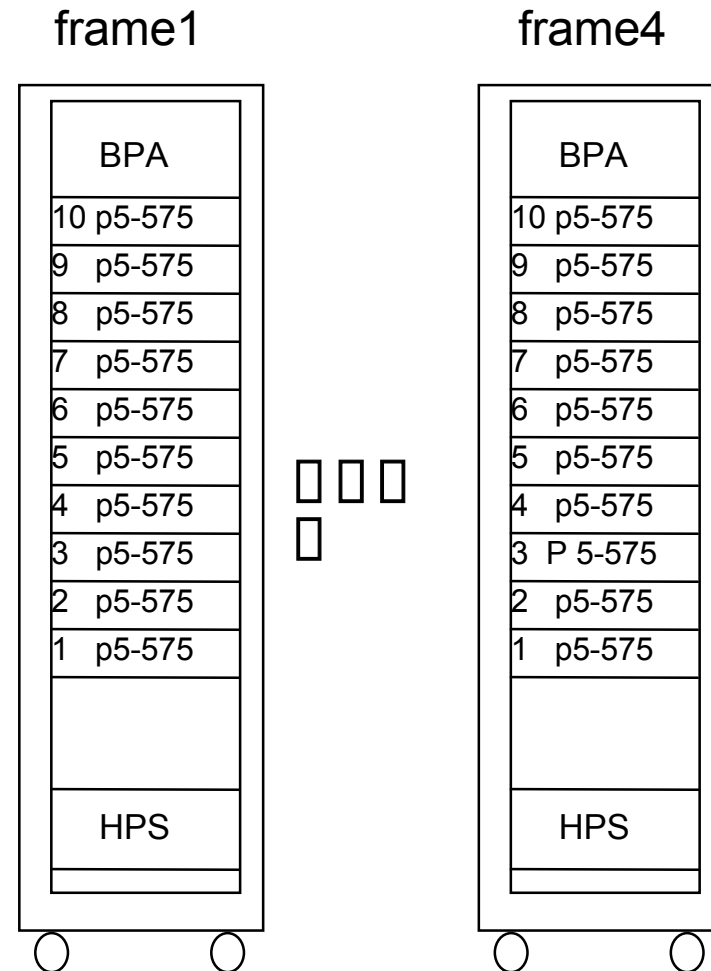 frame1
BPA
10 p5-575
9 p5-575
8 p5-575
7 p5-575
6 p5-575
5 p5-575
4 p5-575
3 p5-575
2 p5-575
1 p5-575
HPS
frame4
BPA
10 p5-575
9 p5-575
8 p5-575
7 p5-575
6 p5-575
5 p5-575
4 p5-575
3 P 5-575
2 p5-575
1 p5-575
HPS